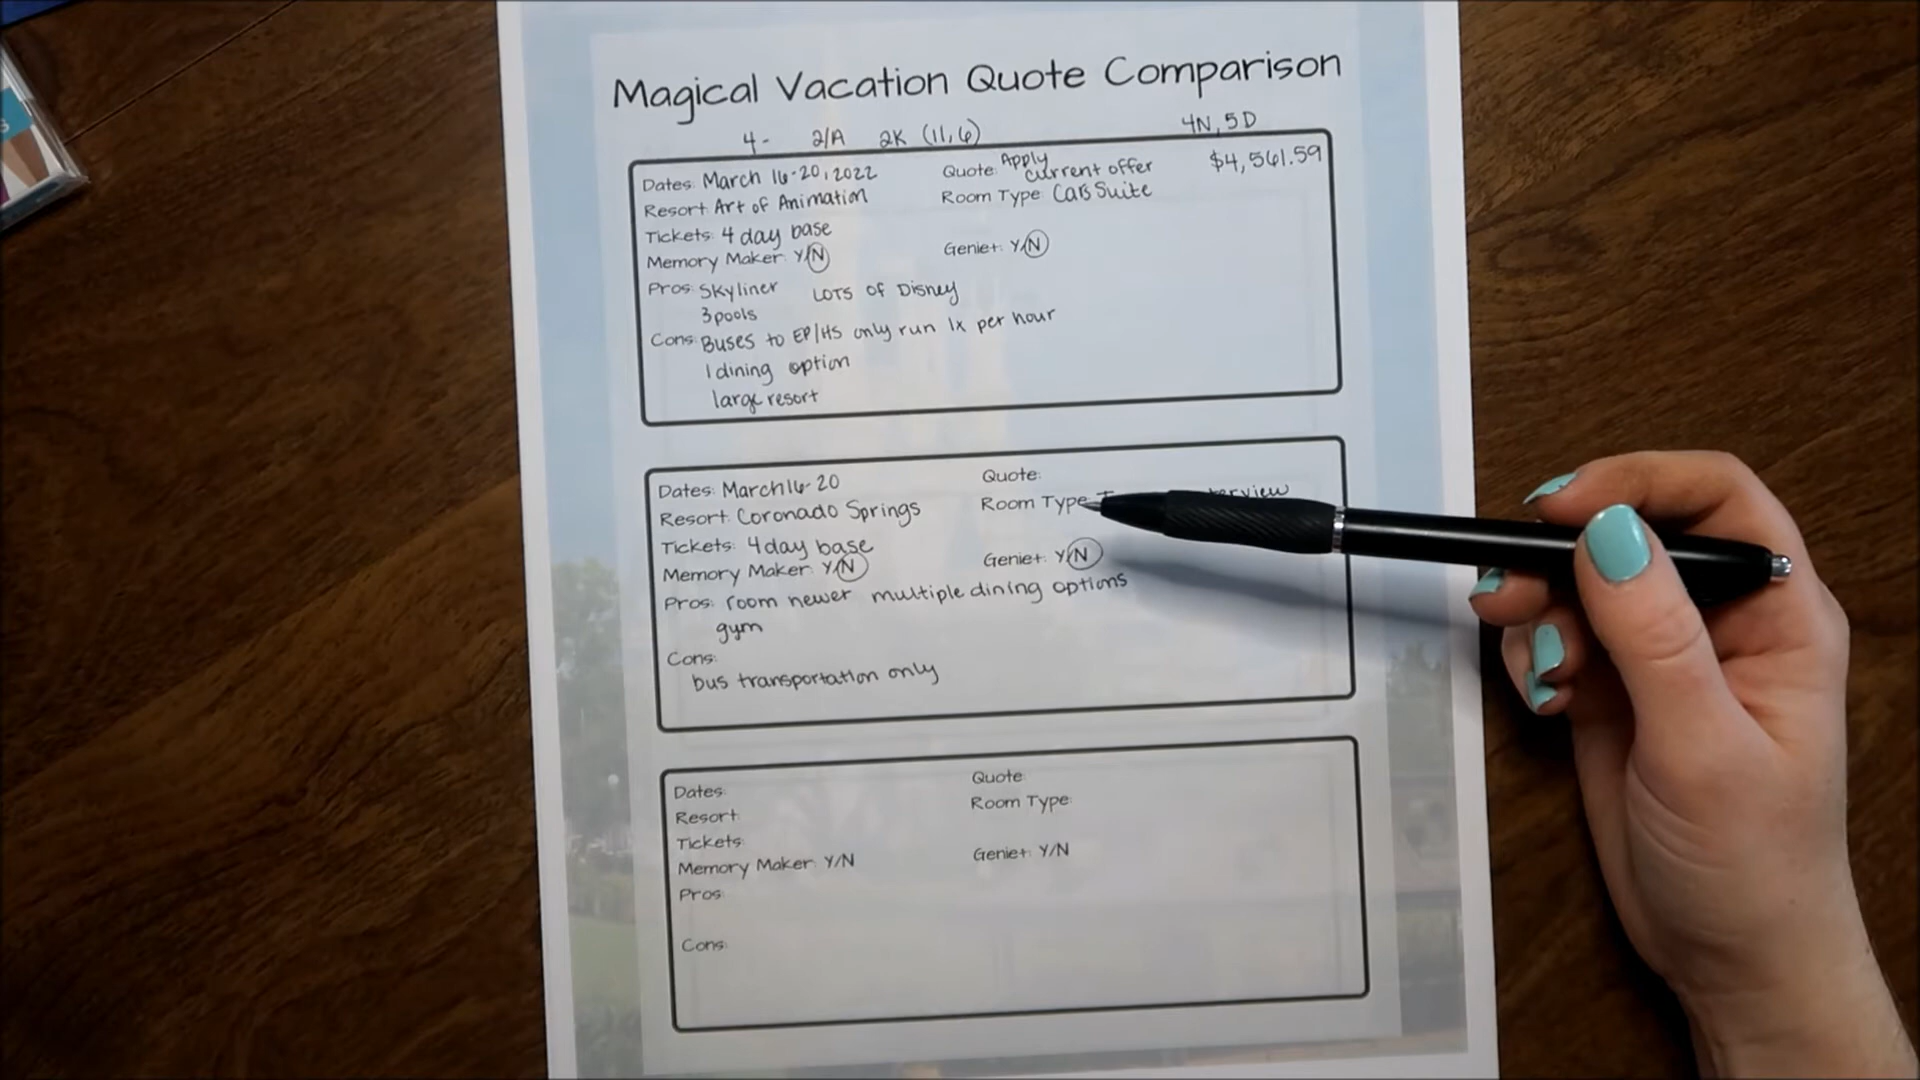 Magical Vacation Quote Comparison
4 - 2/A 2K (11, 6) 4N, 5D
Dates: March 16-20, 2022 Quote: Apply current offer $4,561.59
Resort: Art of Animation Room Type: Cars Suite
Tickets: 4 day base
Memory Maker: Y/N Genie+: Y/N
Pros: Skyliner LOTS of Disney
3 pools
Cons: Buses to EP/HS only run 1x per hour
1 dining option
large resort
Dates: March 16-20 Quote:
Resort: Coronado Springs Room Type
Tickets: 4 day base
Memory Maker: Y/N Genie+: Y/N
Pros: room newer multiple dining options
gym
Cons:
bus transportation only
Dates: Quote:
Resort: Room Type:
Tickets:
Memory Maker: Y/N Genie+: Y/N
Pros:
Cons: